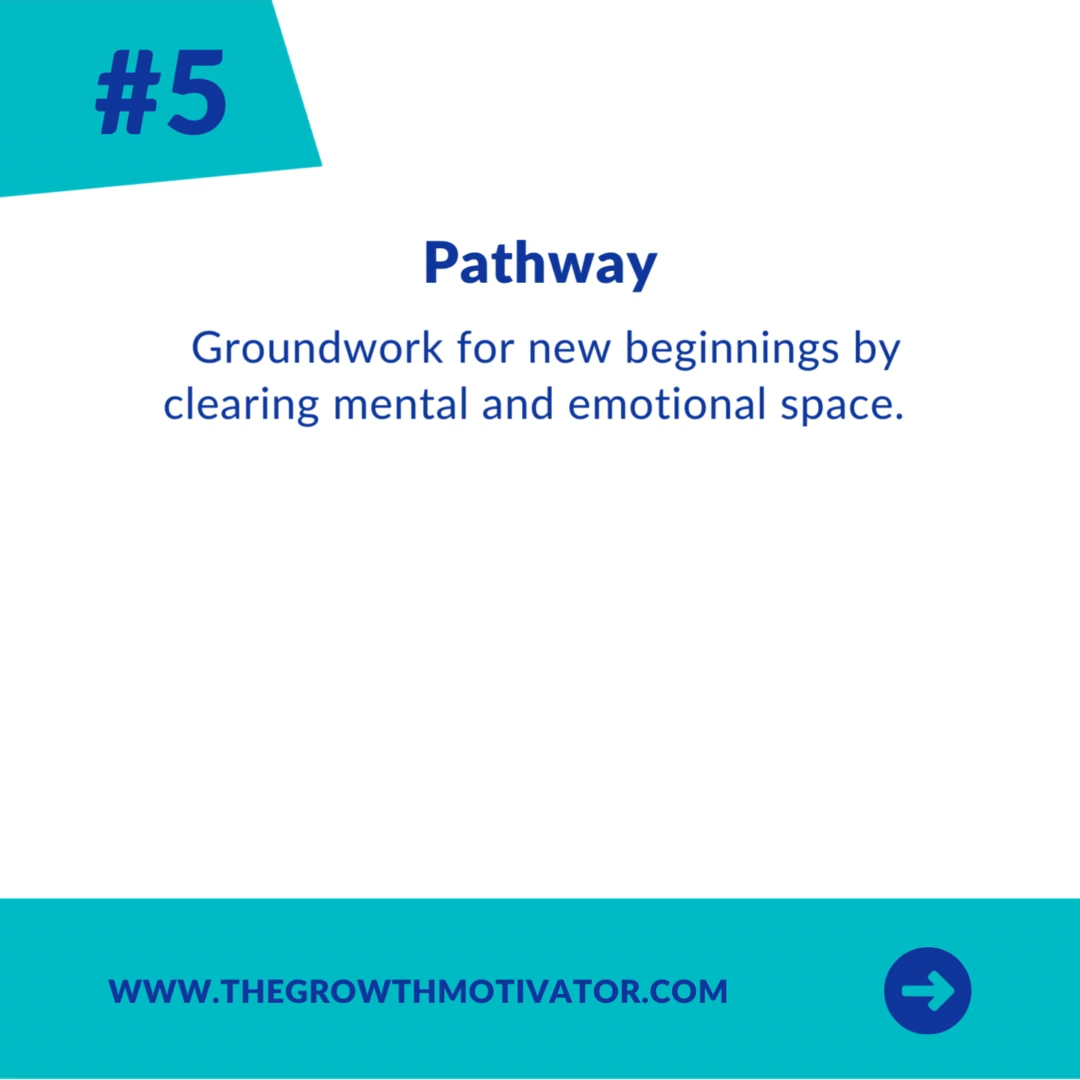 #5
Pathway
Groundwork for new beginnings by
clearing mental and emotional space.
WWW.THEGROWTHMOTIVATOR.COM